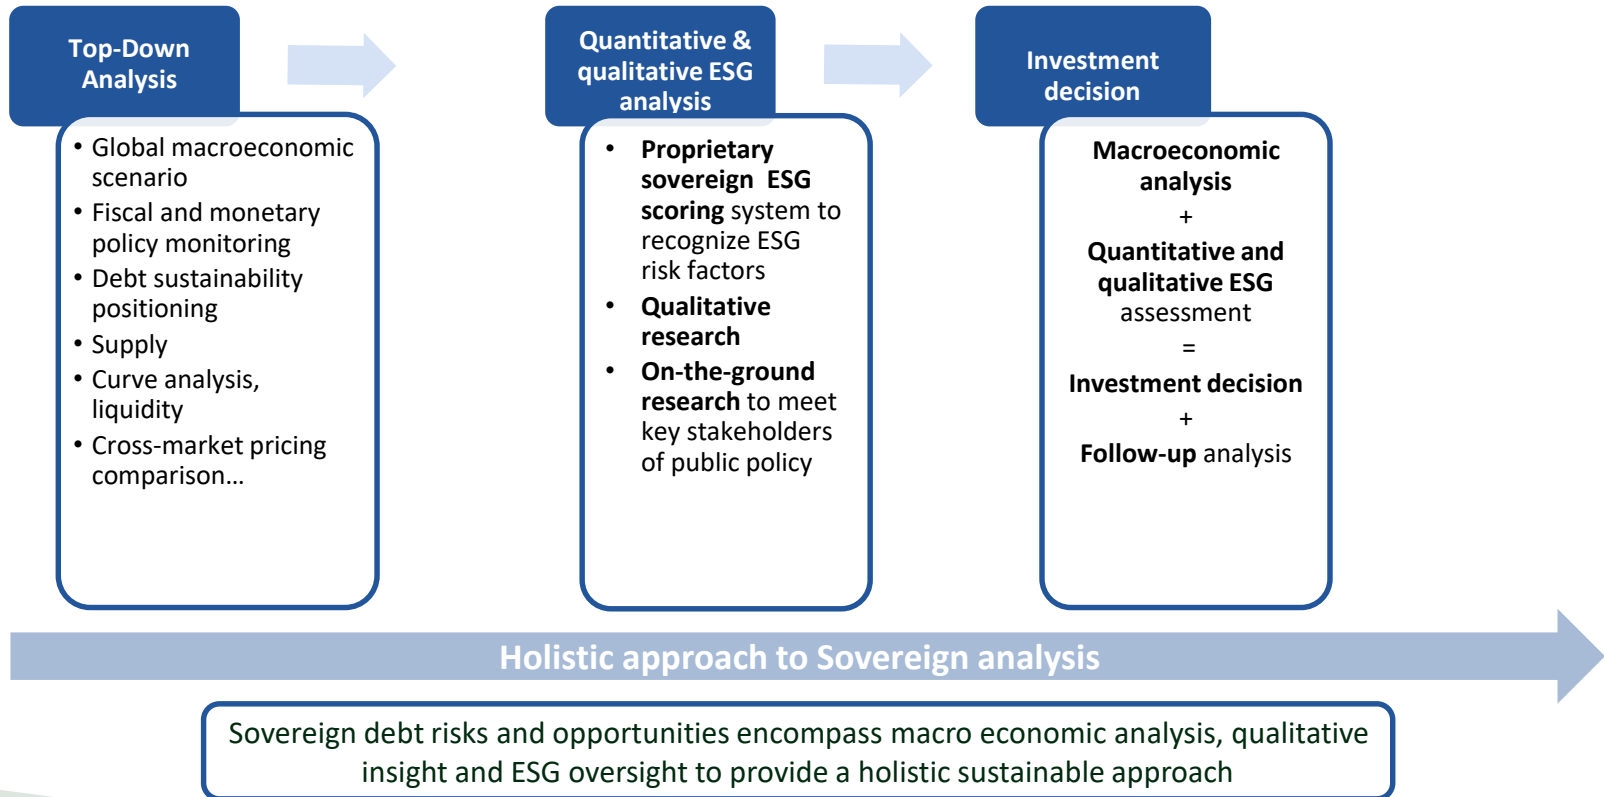 Top-Down
Analysis
• Global macroeconomic
scenario
• Fiscal and monetary
policy monitoring
• Debt sustainability
positioning
• Supply
• Curve analysis,
liquidity
• Cross-market pricing
comparison…
Quantitative &
qualitative ESG
analysis
• Proprietary
sovereign ESG
scoring system to
recognize ESG
risk factors
• Qualitative
research
• On-the-ground
research to meet
key stakeholders
of public policy
Investment
decision
Macroeconomic
analysis
+
Quantitative and
qualitative ESG
assessment
=
Investment decision
+
Follow-up analysis
Holistic approach to Sovereign analysis
Sovereign debt risks and opportunities encompass macro economic analysis, qualitative
insight and ESG oversight to provide a holistic sustainable approach